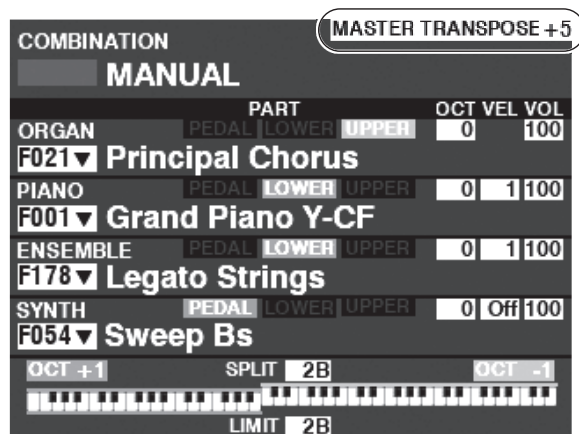 MASTER TRANSPOSE +5
COMBINATION
MANUAL
PART OCT VEL VOL
ORGAN PEDAL LOWER UPPER 0 100
F021▼ Principal Chorus
PIANO PEDAL LOWER UPPER 0 1 100
F001▼ Grand Piano Y-CF
ENSEMBLE PEDAL LOWER UPPER 0 1 100
F178▼ Legato Strings
SYNTH PEDAL LOWER UPPER 0 Off 100
F054▼ Sweep Bs
OCT +1 SPLIT 2B OCT -1
LIMIT 2B